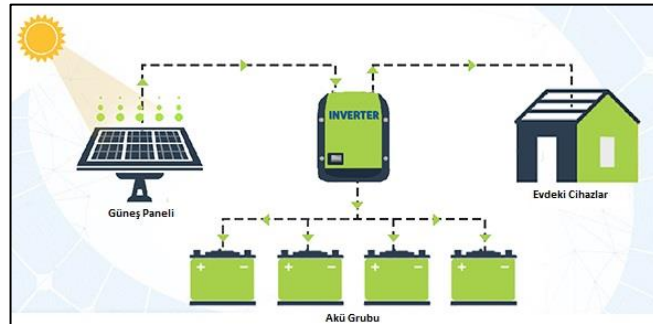 INVERTER
Güneş Paneli
Evdeki Cihazlar
+ -
+ -
+ -
+ -
Akü Grubu